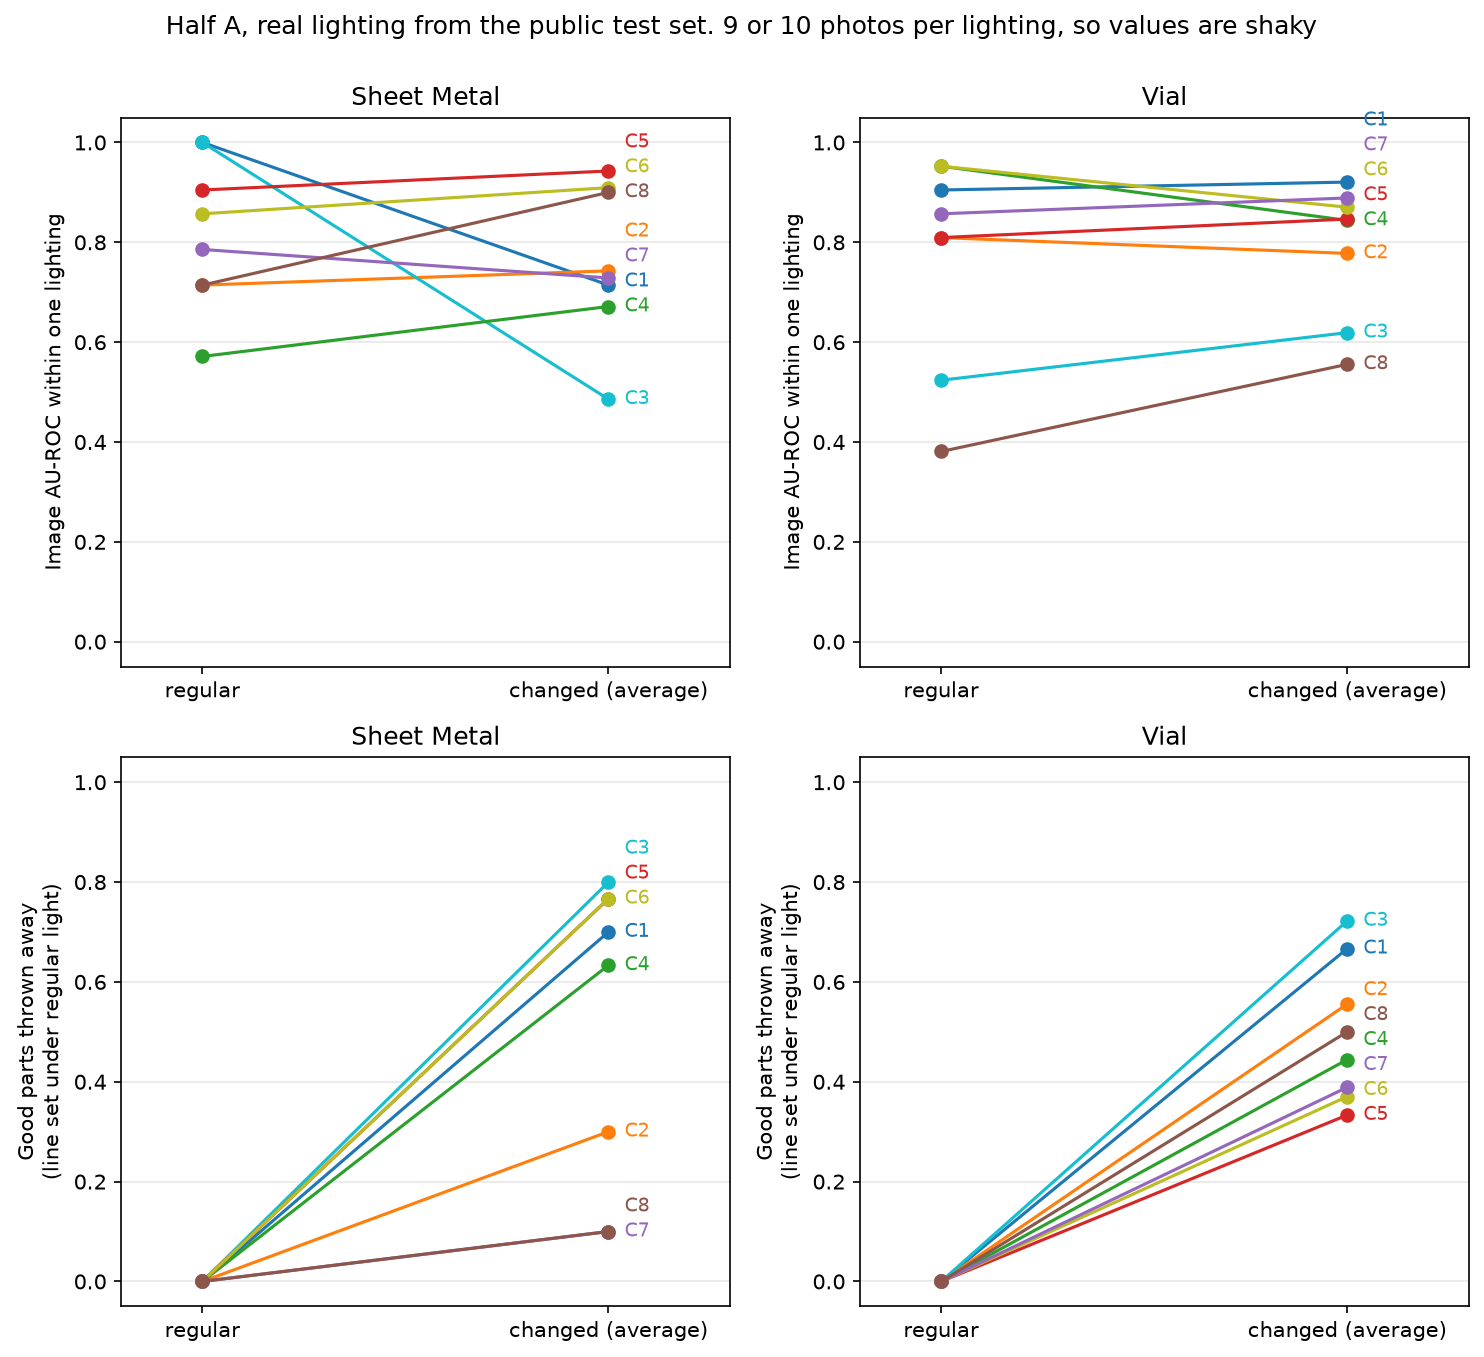 Half A, real lighting from the public test set. 9 or 10 photos per lighting, so values are shaky
Sheet Metal
Image AU-ROC within one lighting
1.0
0.8
0.6
0.4
0.2
0.0
C5
C6
C8
C2
C7
C1
C4
C3
regular
changed (average)
Vial
Image AU-ROC within one lighting
1.0
0.8
0.6
0.4
0.2
0.0
C1
C7
C6
C5
C4
C2
C3
C8
regular
changed (average)
Sheet Metal
Good parts thrown away
(line set under regular light)
1.0
0.8
0.6
0.4
0.2
0.0
C3
C5
C6
C1
C4
C2
C8
C7
regular
changed (average)
Vial
Good parts thrown away
(line set under regular light)
1.0
0.8
0.6
0.4
0.2
0.0
C3
C1
C2
C8
C4
C7
C6
C5
regular
changed (average)